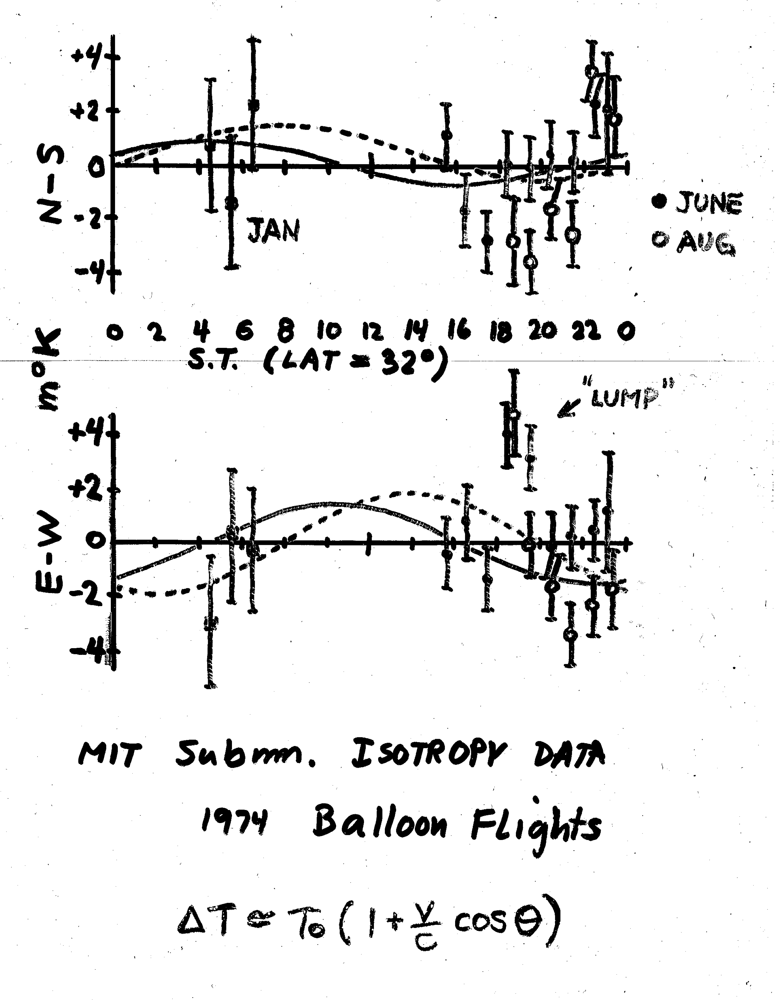 +4
+2
0
-2
-4
N-S
JAN
● JUNE
○ AUG
0 2 4 6 8 10 12 14 16 18 20 22 0
S.T. (LAT = 32°)
m°K
"LUMP"
+4
+2
0
-2
-4
E-W
MIT Submm. ISOTROPY DATA
1974 Balloon FLights
ΔT ≃ T₀ (1 + V/C cos θ)